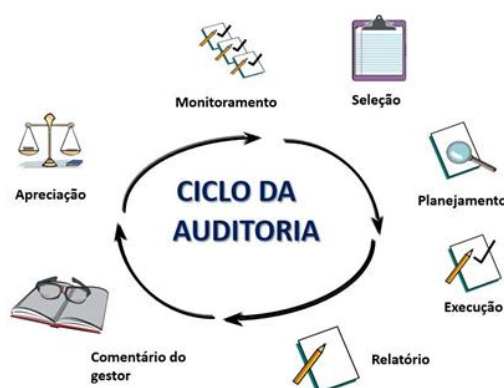 Monitoramento
Seleção
Apreciação
CICLO DA
AUDITORIA
Planejamento
Execução
Comentário do
gestor
Relatório